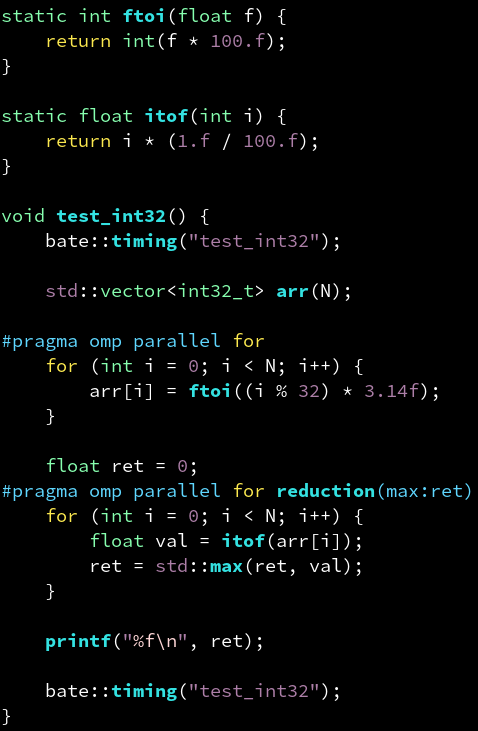 static int ftoi(float f) {
    return int(f * 100.f);
}

static float itof(int i) {
    return i * (1.f / 100.f);
}

void test_int32() {
    bate::timing("test_int32");

    std::vector<int32_t> arr(N);

#pragma omp parallel for
    for (int i = 0; i < N; i++) {
        arr[i] = ftoi((i % 32) * 3.14f);
    }

    float ret = 0;
#pragma omp parallel for reduction(max:ret)
    for (int i = 0; i < N; i++) {
        float val = itof(arr[i]);
        ret = std::max(ret, val);
    }

    printf("%f\n", ret);

    bate::timing("test_int32");
}